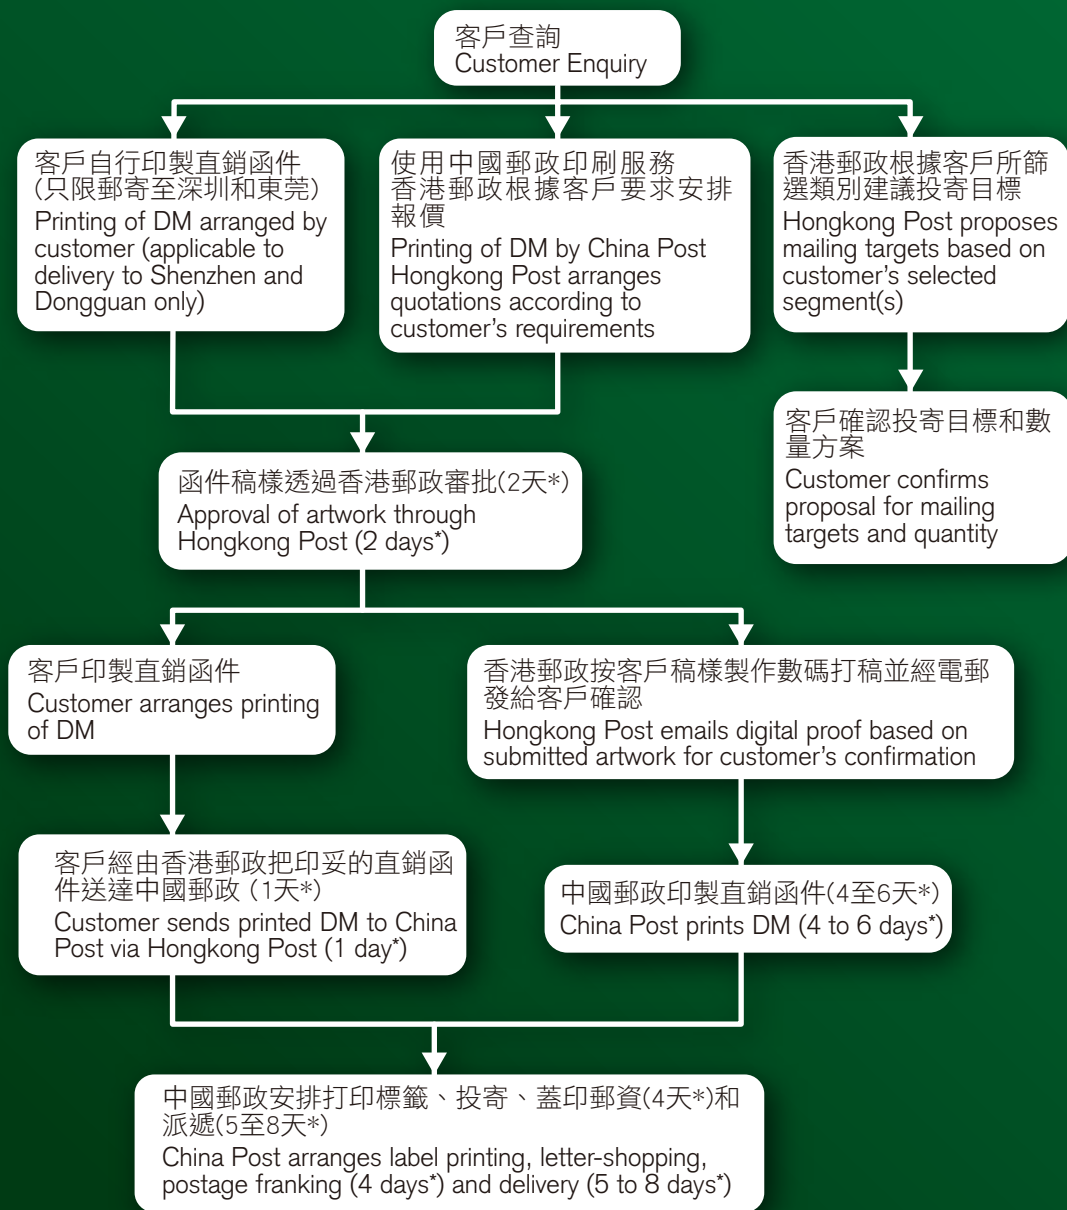 客戶查詢
Customer Enquiry
客戶自行印製直銷函件
(只限郵寄至深圳和東莞)
Printing of DM arranged by
customer (applicable to
delivery to Shenzhen and
Dongguan only)
使用中國郵政印刷服務
香港郵政根據客戶要求安排
報價
Printing of DM by China Post
Hongkong Post arranges
quotations according to
customer’s requirements
香港郵政根據客戶所篩
選類別建議投寄目標
Hongkong Post proposes
mailing targets based on
customer’s selected
segment(s)
客戶確認投寄目標和數
量方案
Customer confirms
proposal for mailing
targets and quantity
函件稿樣透過香港郵政審批(2天*)
Approval of artwork through
Hongkong Post (2 days*)
客戶印製直銷函件
Customer arranges printing
of DM
香港郵政按客戶稿樣製作數碼打稿並經電郵
發給客戶確認
Hongkong Post emails digital proof based on
submitted artwork for customer’s confirmation
客戶經由香港郵政把印妥的直銷函
件送達中國郵政 (1天*)
Customer sends printed DM to China
Post via Hongkong Post (1 day*)
中國郵政印製直銷函件(4至6天*)
China Post prints DM (4 to 6 days*)
中國郵政安排打印標籤、投寄、蓋印郵資(4天*)和
派遞(5至8天*)
China Post arranges label printing, letter-shopping,
postage franking (4 days*) and delivery (5 to 8 days*)